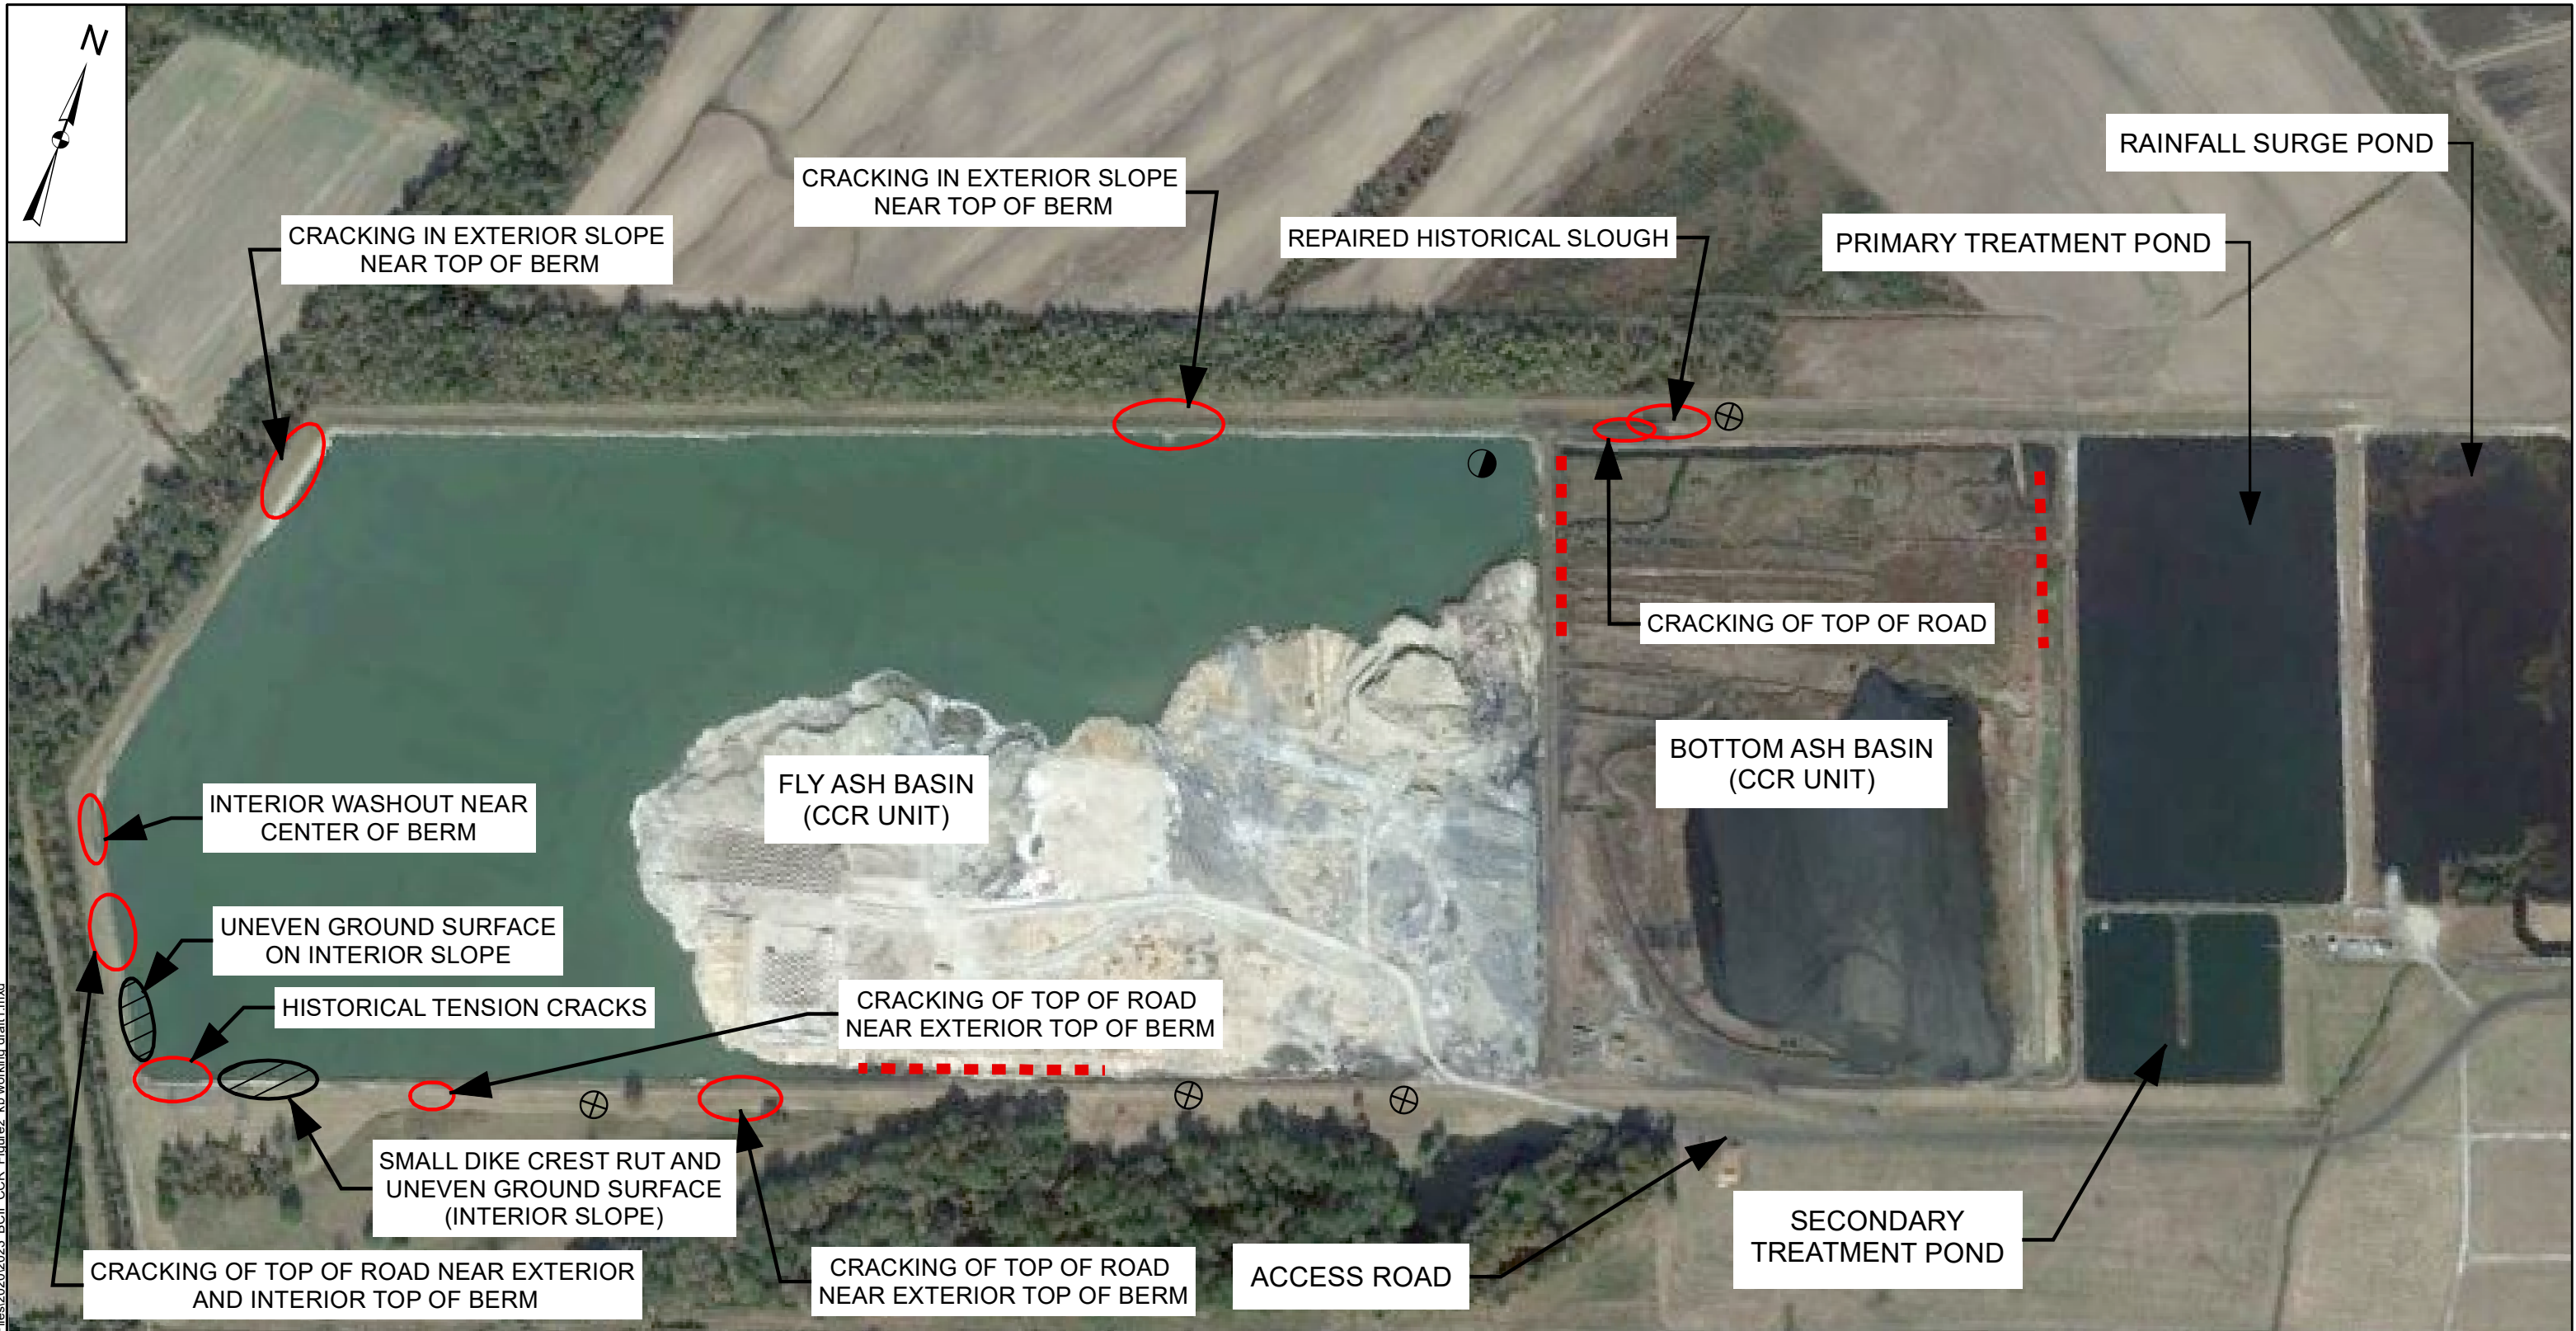 N
RAINFALL SURGE POND
CRACKING IN EXTERIOR SLOPE
NEAR TOP OF BERM
REPAIRED HISTORICAL SLOUGH
PRIMARY TREATMENT POND
CRACKING IN EXTERIOR SLOPE
NEAR TOP OF BERM
CRACKING OF TOP OF ROAD
BOTTOM ASH BASIN
(CCR UNIT)
FLY ASH BASIN
(CCR UNIT)
INTERIOR WASHOUT NEAR
CENTER OF BERM
UNEVEN GROUND SURFACE
ON INTERIOR SLOPE
HISTORICAL TENSION CRACKS
CRACKING OF TOP OF ROAD
NEAR EXTERIOR TOP OF BERM
SMALL DIKE CREST RUT AND
UNEVEN GROUND SURFACE
(INTERIOR SLOPE)
CRACKING OF TOP OF ROAD NEAR EXTERIOR
AND INTERIOR TOP OF BERM
CRACKING OF TOP OF ROAD
NEAR EXTERIOR TOP OF BERM
ACCESS ROAD
SECONDARY
TREATMENT POND